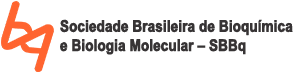 Sociedade Brasileira de Bioquímica
e Biologia Molecular – SBBq